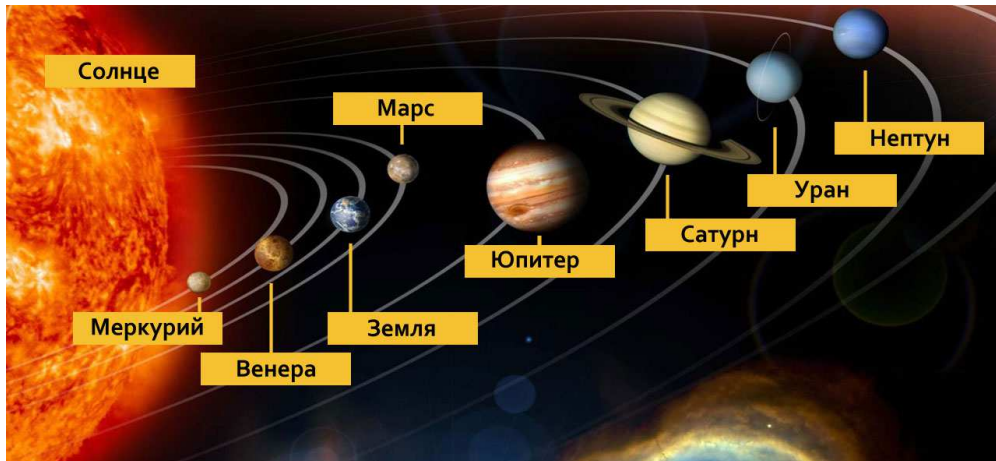 Солнце
Меркурий
Венера
Земля
Марс
Юпитер
Сатурн
Уран
Нептун